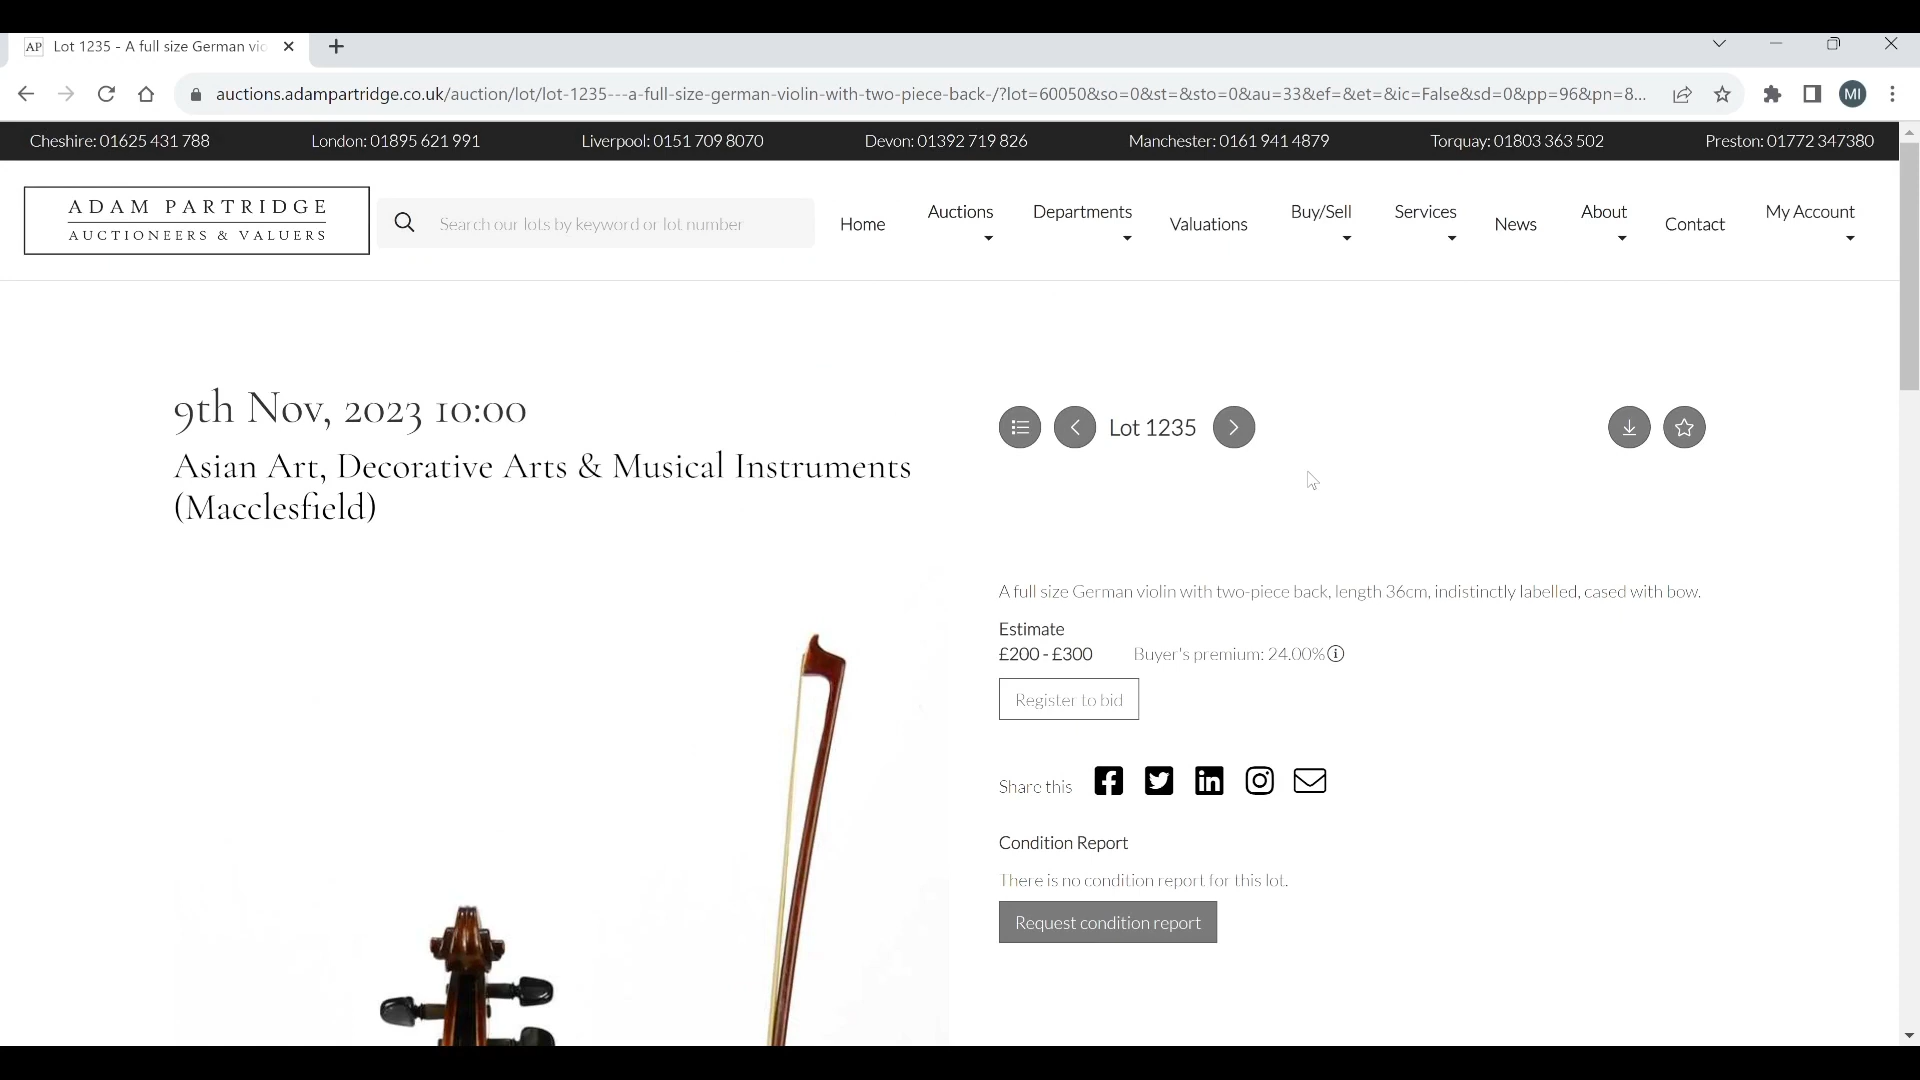 AP Lot 1235 - A full size German vio
auctions.adampartridge.co.uk/auction/lot/lot-1235---a-full-size-german-violin-with-two-piece-back-/?lot=60050&so=0&st=&sto=0&au=33&ef=&et=&ic=False&sd=0&pp=96&pn=8... MI
Cheshire: 01625 431 788 London: 01895 621 991 Liverpool: 0151 709 8070 Devon: 01392 719 826 Manchester: 0161 941 4879 Torquay: 01803 363 502 Preston: 01772 347380
ADAM PARTRIDGE
AUCTIONEERS & VALUERS
Search our lots by keyword or lot number
Home Auctions Departments Valuations Buy/Sell Services News About Contact My Account
9th Nov, 2023 10:00
Lot 1235
Asian Art, Decorative Arts & Musical Instruments
(Macclesfield)
A full size German violin with two-piece back, length 36cm, indistinctly labelled, cased with bow.
Estimate
£200 - £300 Buyer's premium: 24.00%
Register to bid
Share this
Condition Report
There is no condition report for this lot.
Request condition report